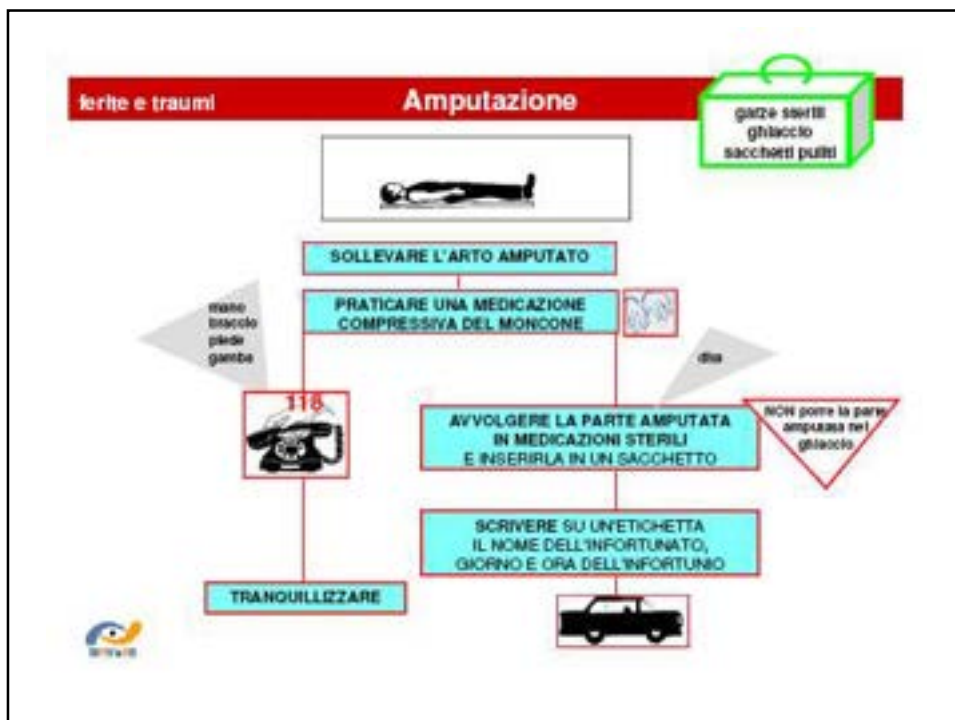 ferite e traumi
Amputazione
garze sterili
ghiaccio
sacchetti puliti
SOLLEVARE L'ARTO AMPUTATO
PRATICARE UNA MEDICAZIONE
COMPRESSIVA DEL MONCONE
mano
braccio
piede
gamba
dita
118
AVVOLGERE LA PARTE AMPUTATA
IN MEDICAZIONI STERILI
E INSERIRLA IN UN SACCHETTO
NON porre la parte
amputata nel
ghiaccio
SCRIVERE SU UN'ETICHETTA
IL NOME DELL'INFORTUNATO,
GIORNO E ORA DELL'INFORTUNIO
TRANQUILLIZZARE